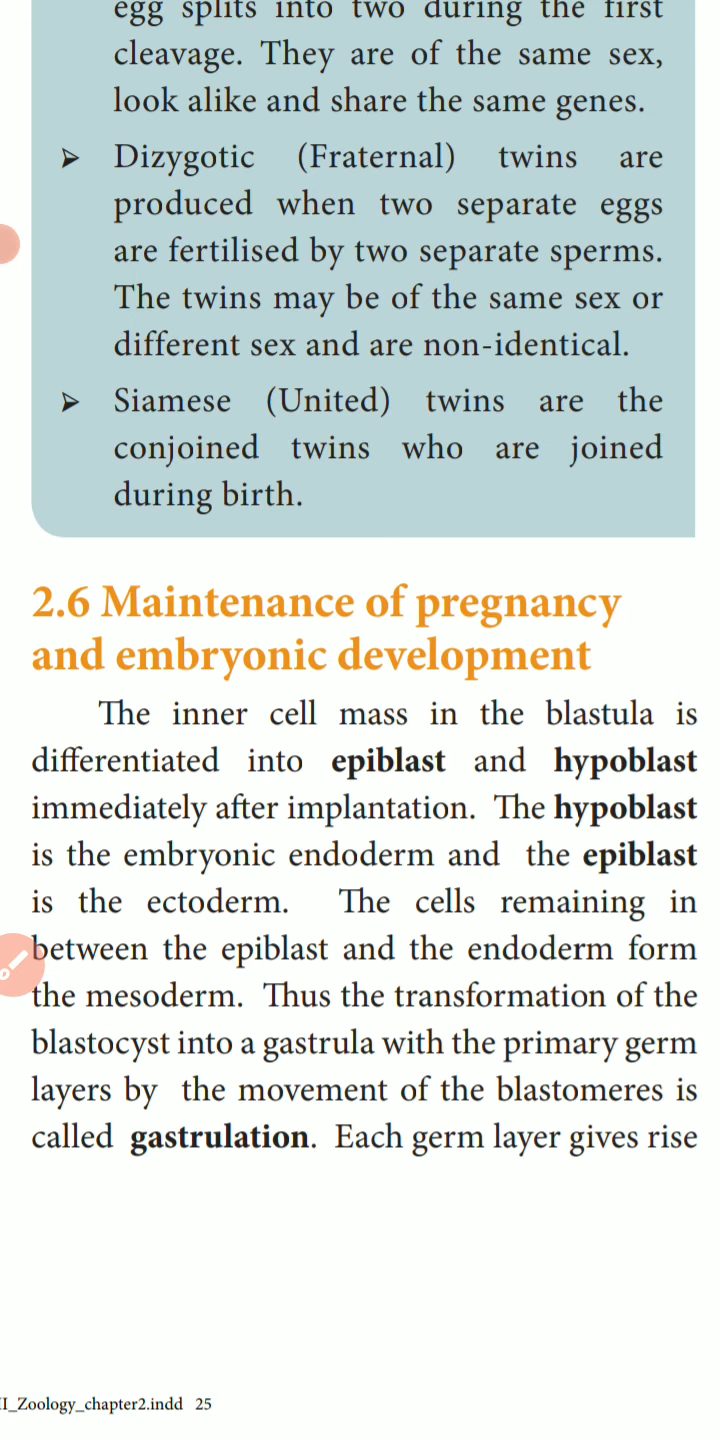 egg splits into two during the first
cleavage. They are of the same sex,
look alike and share the same genes.
➢ Dizygotic (Fraternal) twins are
produced when two separate eggs
are fertilised by two separate sperms.
The twins may be of the same sex or
different sex and are non-identical.
➢ Siamese (United) twins are the
conjoined twins who are joined
during birth.
2.6 Maintenance of pregnancy
and embryonic development
The inner cell mass in the blastula is
differentiated into epiblast and hypoblast
immediately after implantation. The hypoblast
is the embryonic endoderm and the epiblast
is the ectoderm. The cells remaining in
between the epiblast and the endoderm form
the mesoderm. Thus the transformation of the
blastocyst into a gastrula with the primary germ
layers by the movement of the blastomeres is
called gastrulation. Each germ layer gives rise
I_Zoology_chapter2.indd 25